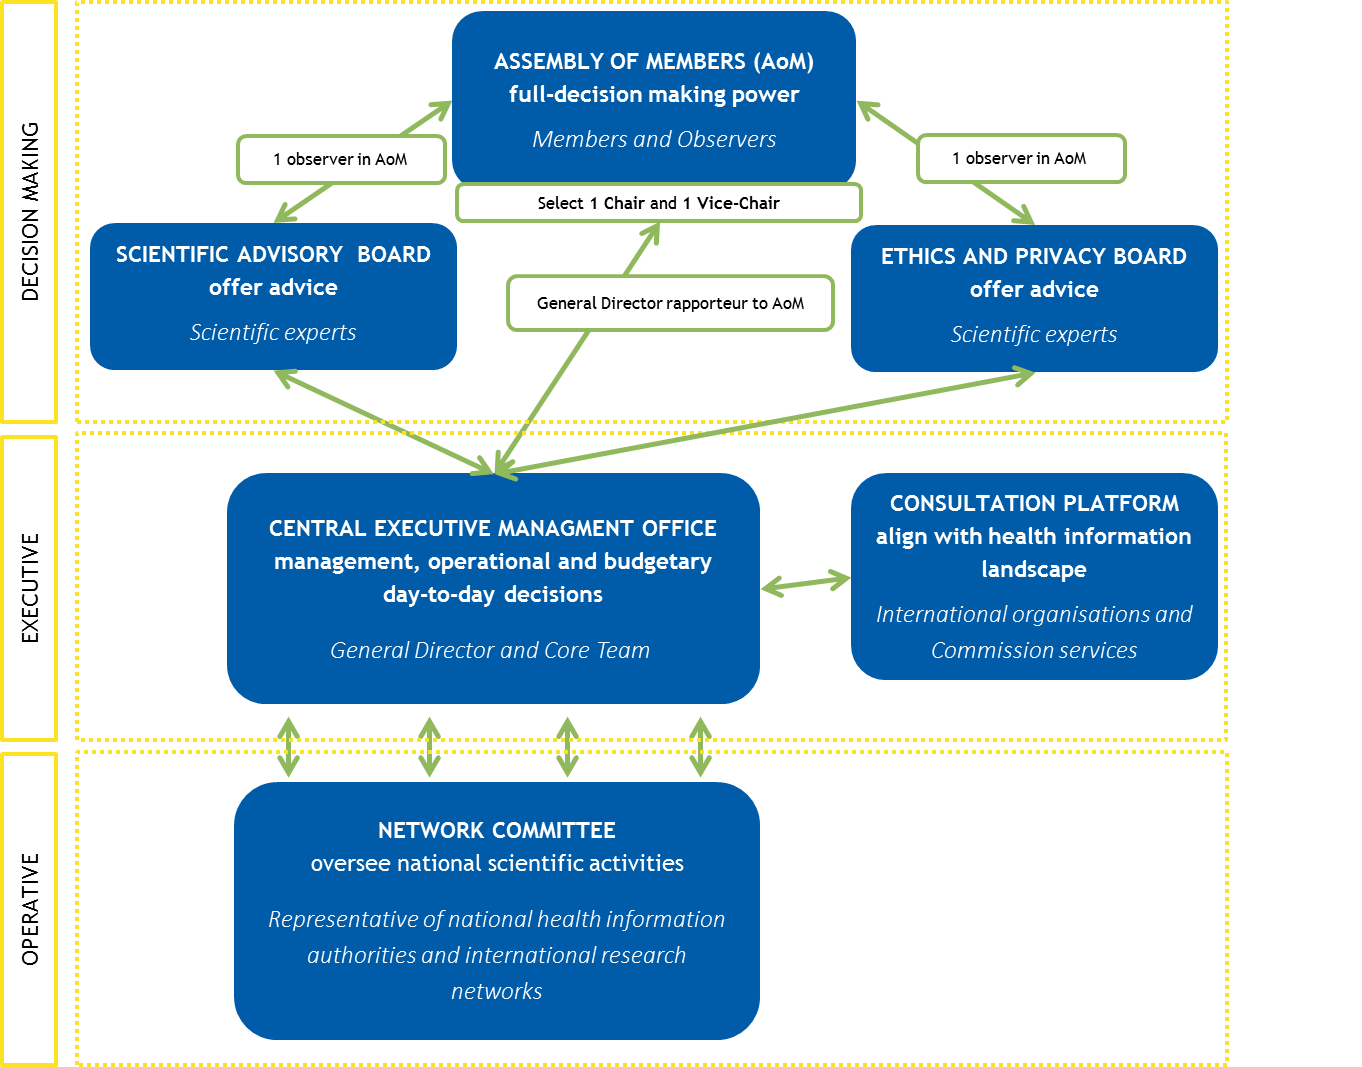 DECISION MAKING
ASSEMBLY OF MEMBERS (AoM)
full-decision making power
Members and Observers
1 observer in AoM
1 observer in AoM
Select 1 Chair and 1 Vice-Chair
SCIENTIFIC ADVISORY BOARD
offer advice
Scientific experts
General Director rapporteur to AoM
ETHICS AND PRIVACY BOARD
offer advice
Scientific experts
EXECUTIVE
CENTRAL EXECUTIVE MANAGMENT OFFICE
management, operational and budgetary
day-to-day decisions
General Director and Core Team
CONSULTATION PLATFORM
align with health information
landscape
International organisations and
Commission services
OPERATIVE
NETWORK COMMITTEE
oversee national scientific activities
Representative of national health information
authorities and international research
networks